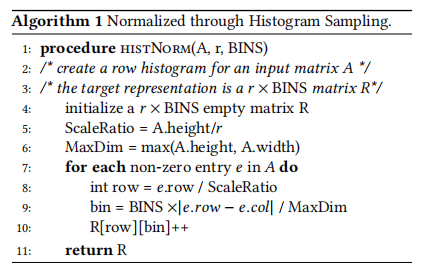 Algorithm 1 Normalized through Histogram Sampling.
1: procedure HISTNORM(A, r, BINS)
2: /* create a row histogram for an input matrix A */
3: /* the target representation is a r × BINS matrix R*/
4: initialize a r × BINS empty matrix R
5: ScaleRatio = A.height/r
6: MaxDim = max(A.height, A.width)
7: for each non-zero entry e in A do
8: int row = e.row / ScaleRatio
9: bin = BINS ×|e.row − e.col| / MaxDim
10: R[row][bin]++
11: return R